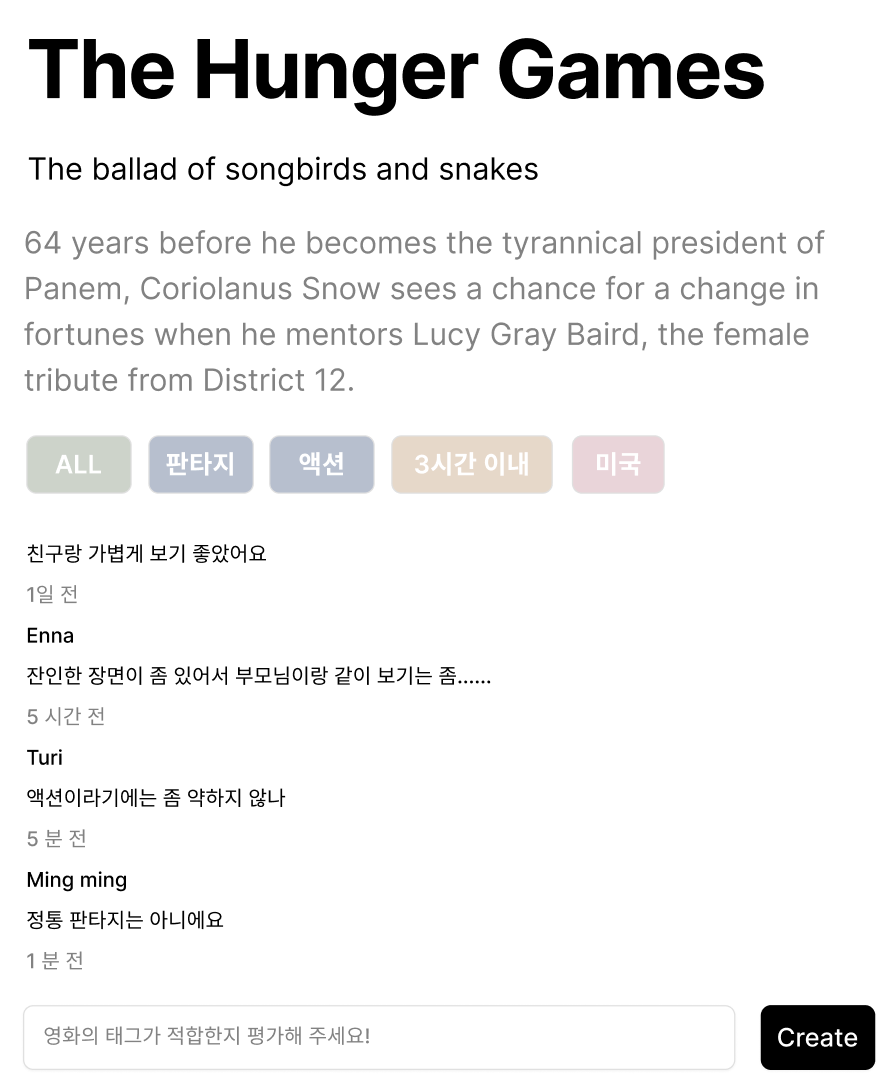 The Hunger Games
The ballad of songbirds and snakes
64 years before he becomes the tyrannical president of
Panem, Coriolanus Snow sees a chance for a change in
fortunes when he mentors Lucy Gray Baird, the female
tribute from District 12.
ALL 판타지 액션 3시간 이내 미국
친구랑 가볍게 보기 좋았어요
1일 전
Enna
잔인한 장면이 좀 있어서 부모님이랑 같이 보기는 좀......
5 시간 전
Turi
액션이라기에는 좀 약하지 않나
5 분 전
Ming ming
정통 판타지는 아니에요
1 분 전
영화의 태그가 적합한지 평가해 주세요! Create